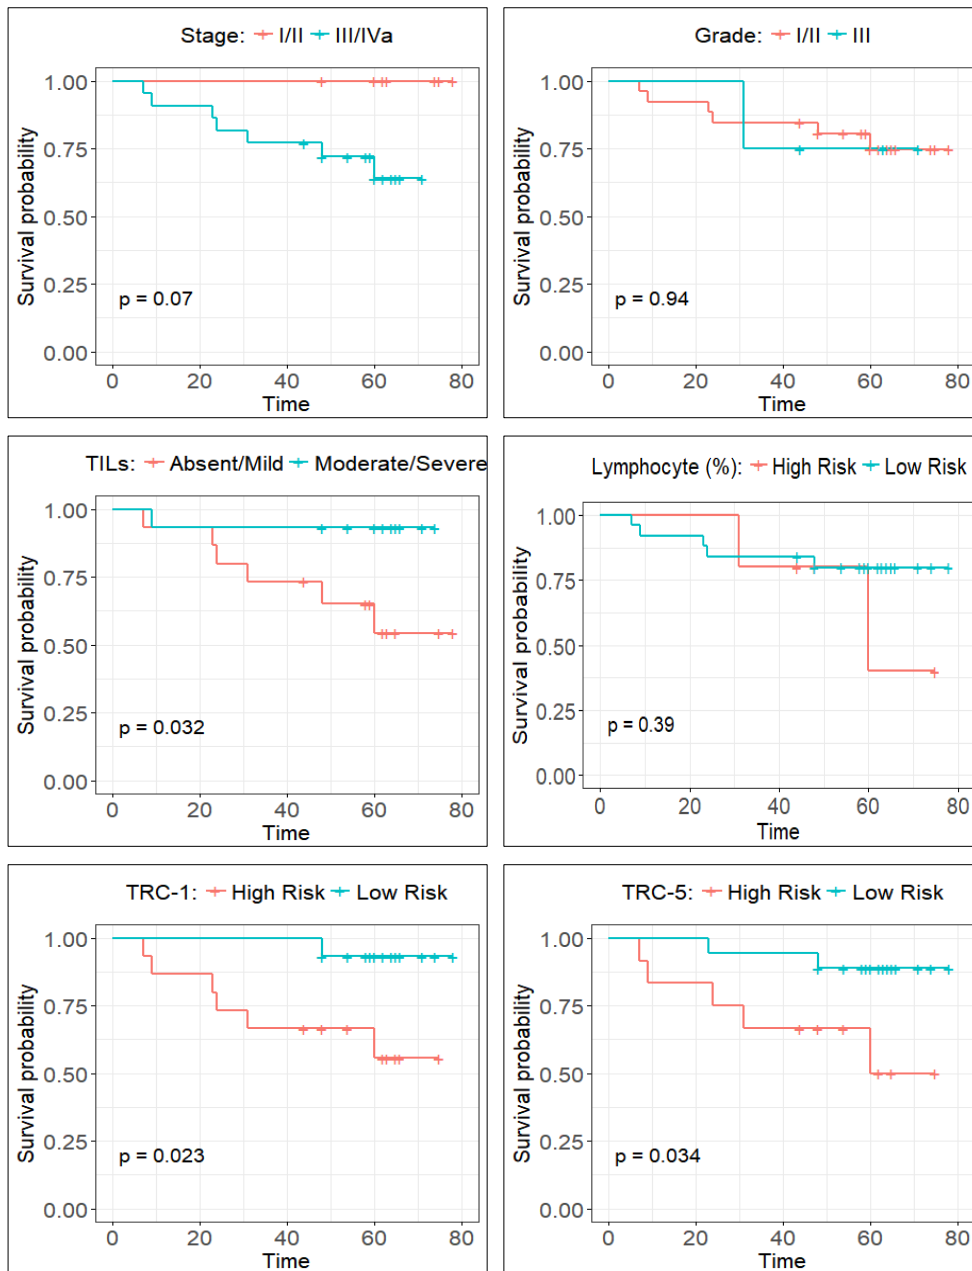 Stage: I/II III/IVa
Survival probability
1.00
0.75
0.50
0.25
0.00
p = 0.07
0 20 40 60 80
Time
Grade: I/II III
Survival probability
1.00
0.75
0.50
0.25
0.00
p = 0.94
0 20 40 60 80
Time
TILs: Absent/Mild Moderate/Severe
Survival probability
1.00
0.75
0.50
0.25
0.00
p = 0.032
0 20 40 60 80
Time
Lymphocyte (%): High Risk Low Risk
Survival probability
1.00
0.75
0.50
0.25
0.00
p = 0.39
0 20 40 60 80
Time
TRC-1: High Risk Low Risk
Survival probability
1.00
0.75
0.50
0.25
0.00
p = 0.023
0 20 40 60 80
Time
TRC-5: High Risk Low Risk
Survival probability
1.00
0.75
0.50
0.25
0.00
p = 0.034
0 20 40 60 80
Time